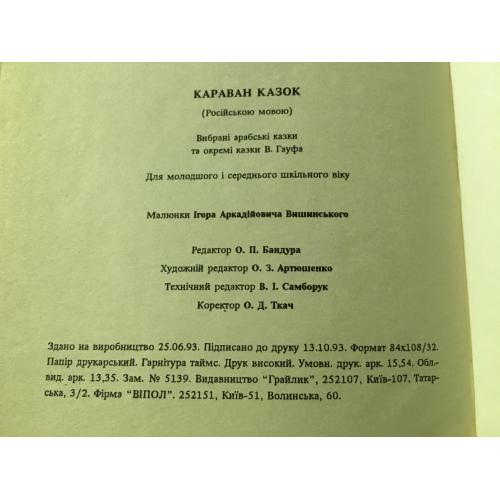 КАРАВАН КАЗОК
(Російською мовою)
Вибрані арабські казки
та окремі казки В. Гауфа
Для молодшого і середнього шкільного віку
Малюнки Ігора Аркадійовича Вишинського
Редактор О. П. Бандура
Художній редактор О. З. Артюшенко
Технічний редактор В. І. Самборук
Коректор О. Д. Ткач
Здано на виробництво 25.06.93. Підписано до друку 13.10.93. Формат 84х108/32.
Папір друкарський. Гарнітура таймс. Друк високий. Умовн. друк. арк. 15,54. Обл.-
вид. арк. 13,35. Зам. № 5139. Видавництво "Грайлик", 252107, Київ-107, Татар-
ська, 3/2. Фірма "ВІПОЛ". 252151, Київ-51, Волинська, 60.